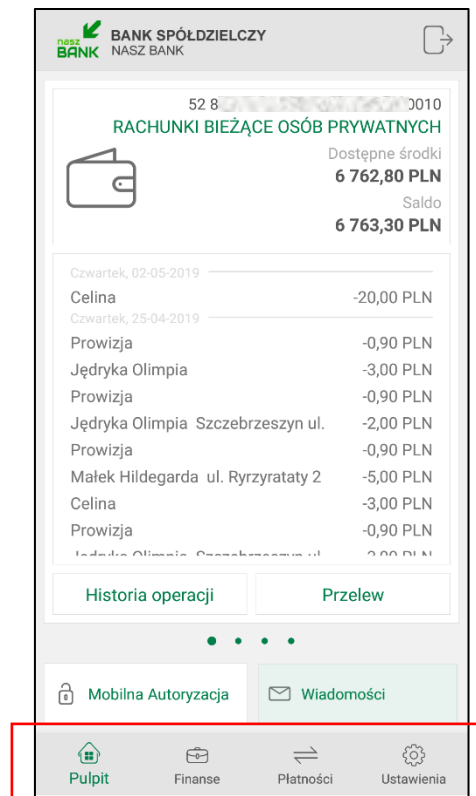 nasz BANK
BANK SPÓŁDZIELCZY
NASZ BANK
52 8 0010
RACHUNKI BIEŻĄCE OSÓB PRYWATNYCH
Dostępne środki
6 762,80 PLN
Saldo
6 763,30 PLN
Czwartek, 02-05-2019
Celina -20,00 PLN
Czwartek, 25-04-2019
Prowizja -0,90 PLN
Jędryka Olimpia -3,00 PLN
Prowizja -0,90 PLN
Jędryka Olimpia Szczebrzeszyn ul. -2,00 PLN
Prowizja -0,90 PLN
Małek Hildegarda ul. Ryrzyrataty 2 -5,00 PLN
Celina -3,00 PLN
Prowizja -0,90 PLN
Historia operacji Przelew
Mobilna Autoryzacja Wiadomości
Pulpit Finanse Płatności Ustawienia